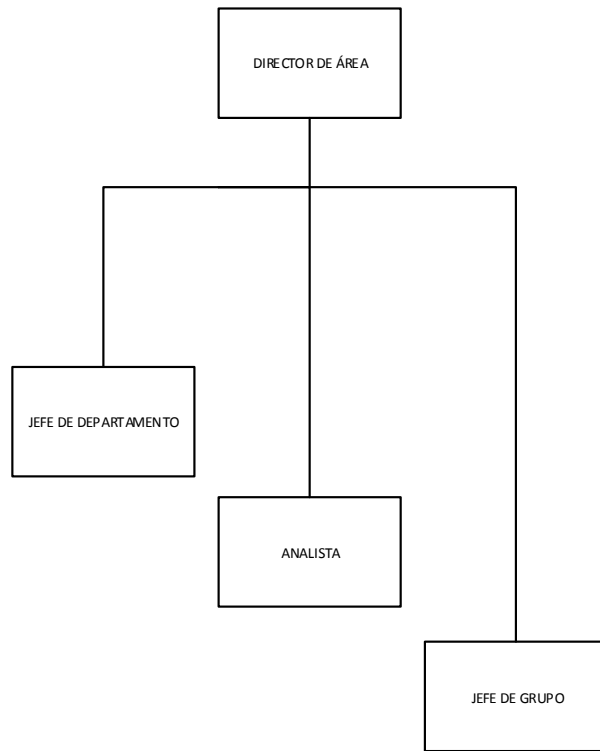 DIRECTOR DE ÁREA
JEFE DE DEPARTAMENTO
ANALISTA
JEFE DE GRUPO